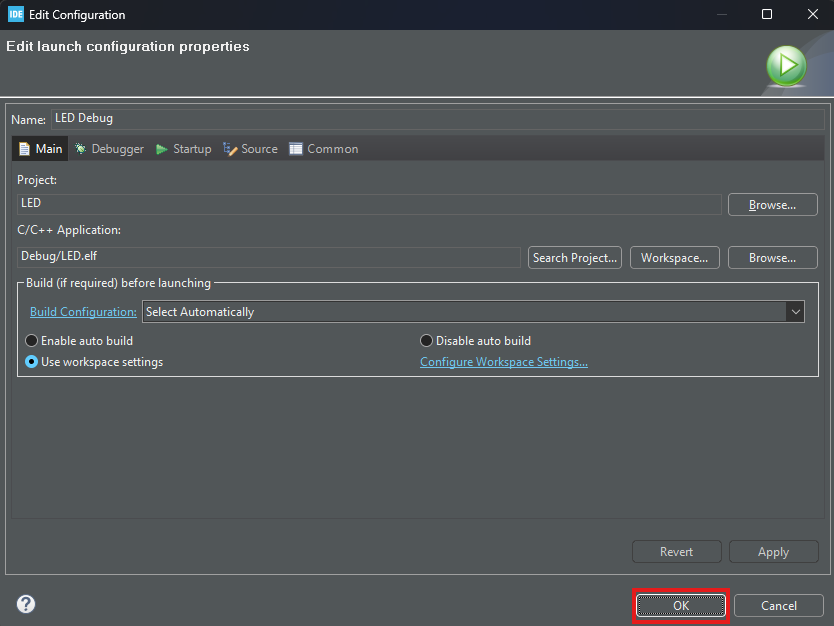 IDE Edit Configuration
Edit launch configuration properties
Name: LED Debug
Main Debugger Startup Source Common
Project:
LED Browse...
C/C++ Application:
Debug/LED.elf Search Project... Workspace... Browse...
Build (if required) before launching
Build Configuration: Select Automatically
Enable auto build Disable auto build
Use workspace settings Configure Workspace Settings...
Revert Apply
? OK Cancel